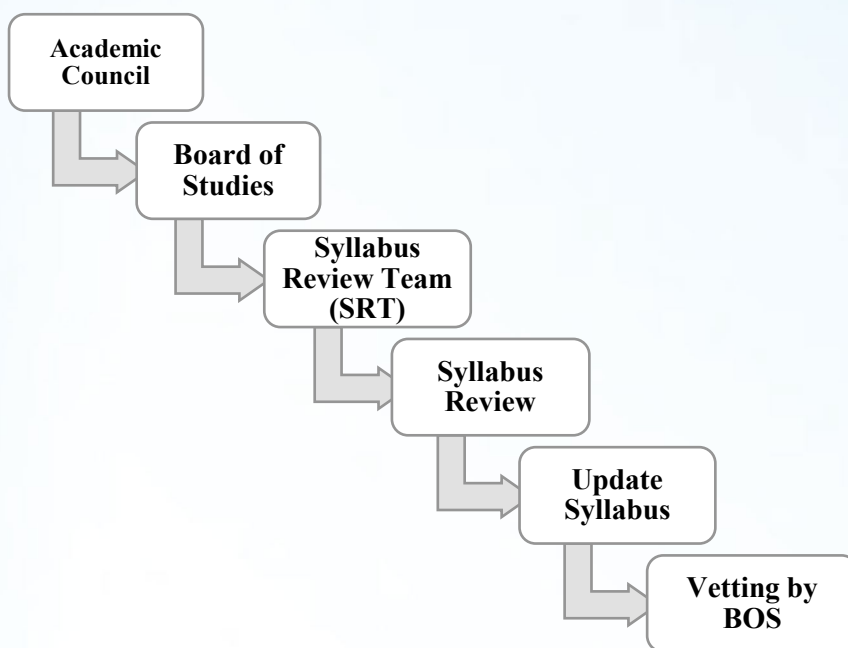 Academic
Council
Board of
Studies
Syllabus
Review Team
(SRT)
Syllabus
Review
Update
Syllabus
Vetting by
BOS